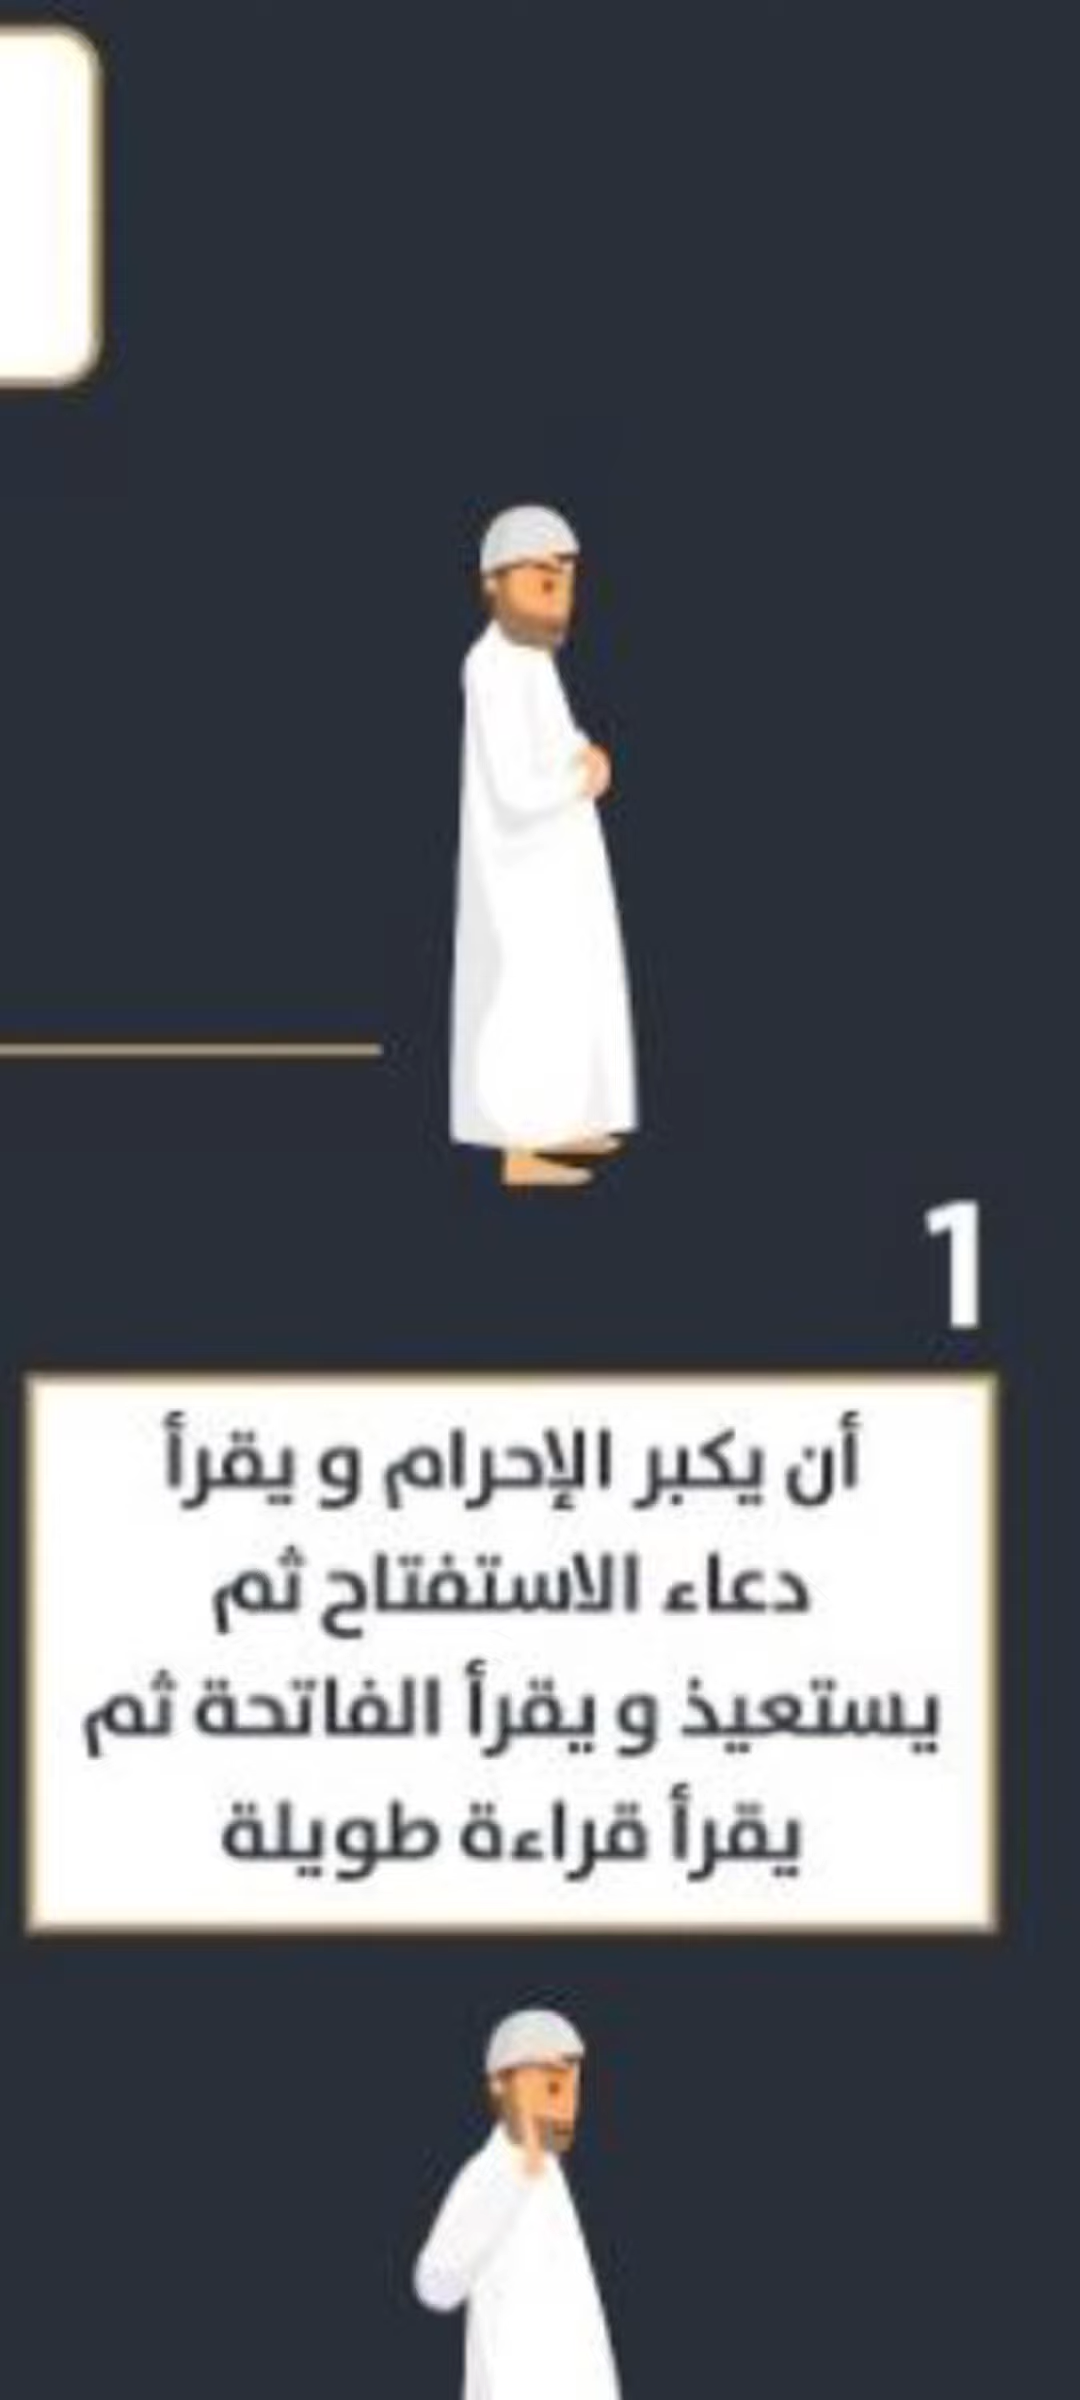 1
أن يكبر الإحرام و يقرأ
دعاء الاستفتاح ثم
يستعيذ و يقرأ الفاتحة ثم
يقرأ قراءة طويلة